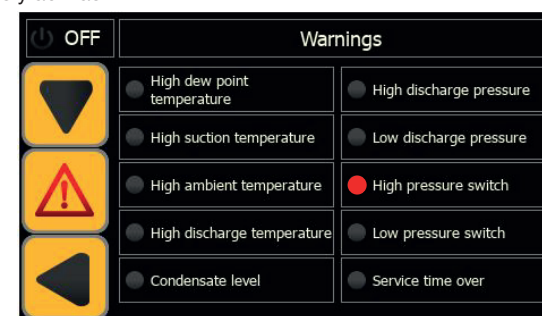 OFF
Warnings
High dew point
temperature
High discharge pressure
High suction temperature
Low discharge pressure
High ambient temperature
High pressure switch
High discharge temperature
Low pressure switch
Condensate level
Service time over